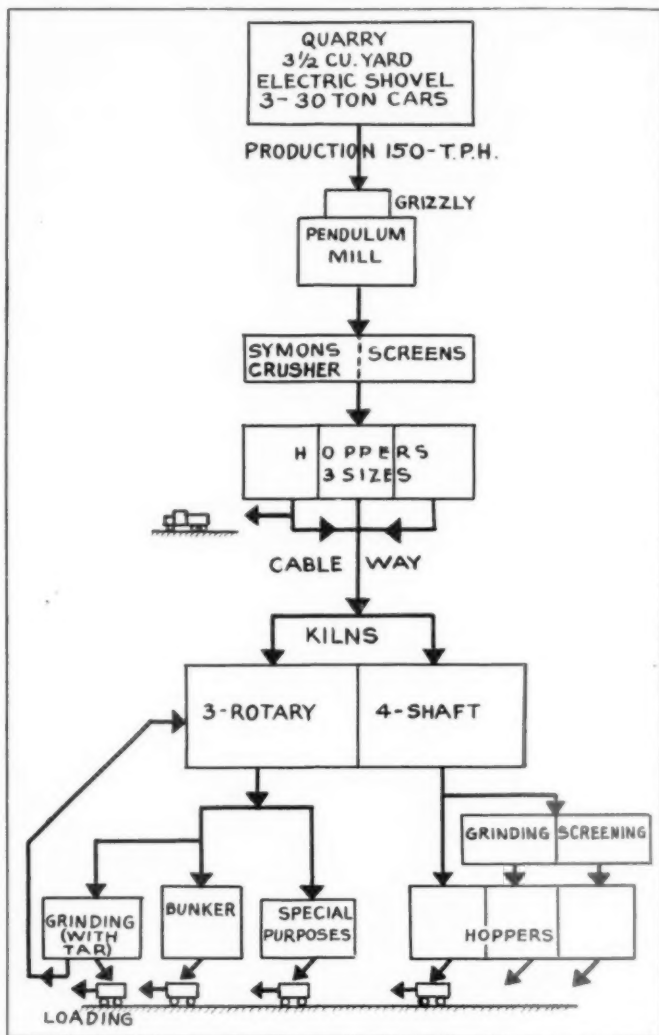 QUARRY
3½ CU. YARD
ELECTRIC SHOVEL
3-30 TON CARS
PRODUCTION 150-T.P.H.
GRIZZLY
PENDULUM
MILL
SYMONS SCREENS
CRUSHER
HOPPERS
3 SIZES
CABLE WAY
KILNS
3-ROTARY 4-SHAFT
GRINDING SCREENING
GRINDING
(WITH
TAR)
BUNKER
SPECIAL
PURPOSES
HOPPERS
LOADING